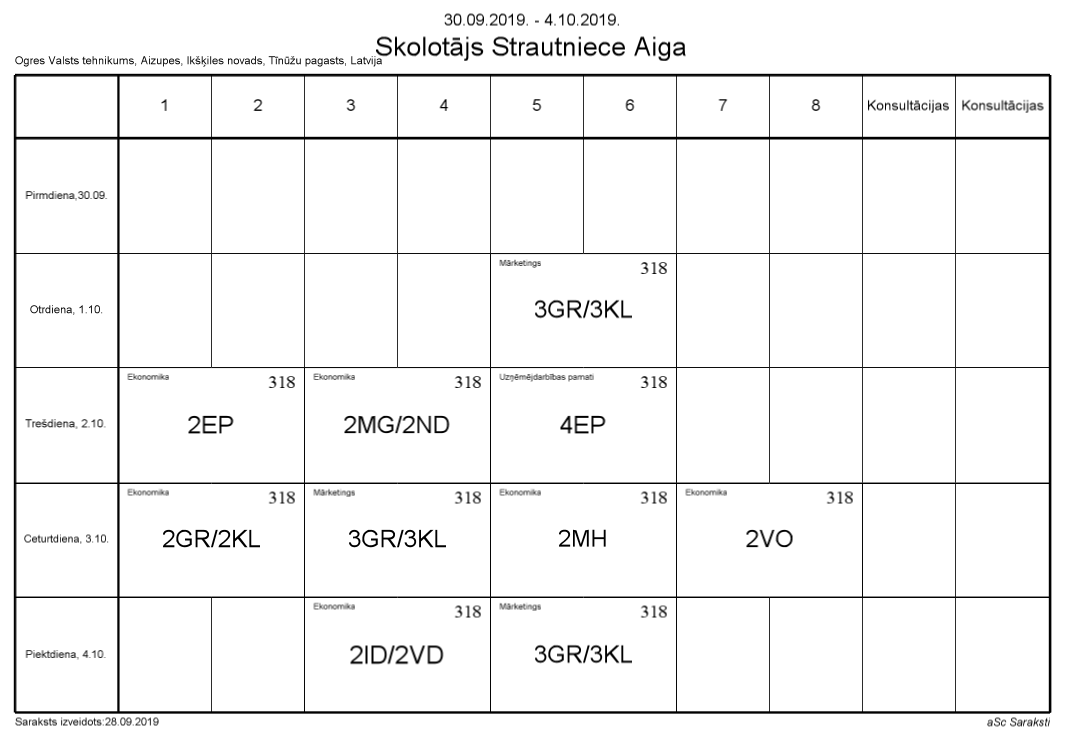 30.09.2019. - 4.10.2019.
Skolotājs Strautniece Aiga
Ogres Valsts tehnikums, Aizupes, Ikšķiles novads, Tīnūžu pagasts, Latvija
1 2 3 4 5 6 7 8 Konsultācijas Konsultācijas
Pirmdiena,30.09.
Mārketings 318
Otrdiena, 1.10. 3GR/3KL
Ekonomika 318 Ekonomika 318 Uzņēmējdarbības pamati 318
Trešdiena, 2.10. 2EP 2MG/2ND 4EP
Ekonomika 318 Mārketings 318 Ekonomika 318 Ekonomika 318
Ceturtdiena, 3.10. 2GR/2KL 3GR/3KL 2MH 2VO
Ekonomika 318 Mārketings 318
Piektdiena, 4.10. 2ID/2VD 3GR/3KL
Saraksts izveidots:28.09.2019 aSc Saraksti